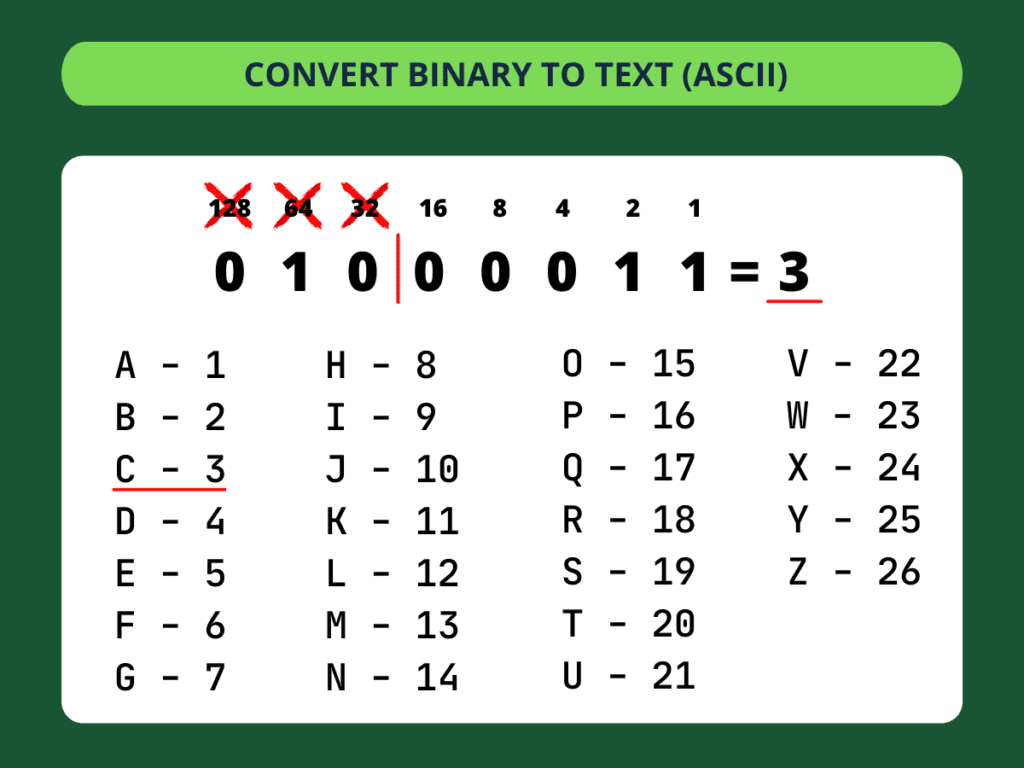 CONVERT BINARY TO TEXT (ASCII)
128 64 32 16 8 4 2 1
0 1 0 0 0 0 1 1 = 3
A - 1 H - 8 O - 15 V - 22
B - 2 I - 9 P - 16 W - 23
C - 3 J - 10 Q - 17 X - 24
D - 4 K - 11 R - 18 Y - 25
E - 5 L - 12 S - 19 Z - 26
F - 6 M - 13 T - 20
G - 7 N - 14 U - 21